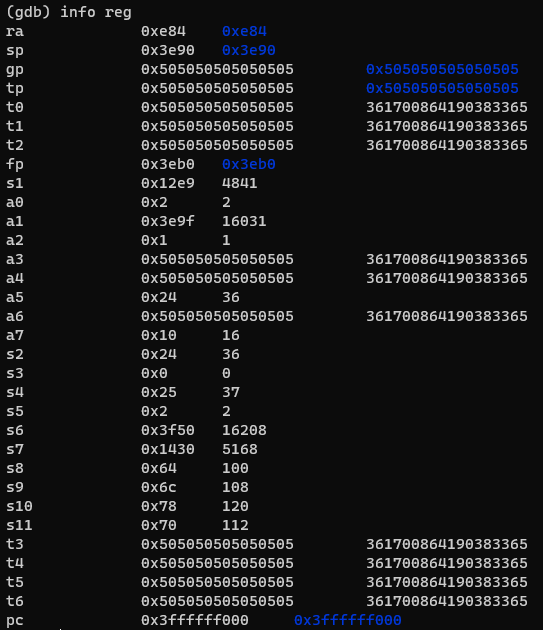 (gdb) info reg
ra 0xe84 0xe84
sp 0x3e90 0x3e90
gp 0x505050505050505 0x505050505050505
tp 0x505050505050505 0x505050505050505
t0 0x505050505050505 361700864190383365
t1 0x505050505050505 361700864190383365
t2 0x505050505050505 361700864190383365
fp 0x3eb0 0x3eb0
s1 0x12e9 4841
a0 0x2 2
a1 0x3e9f 16031
a2 0x1 1
a3 0x505050505050505 361700864190383365
a4 0x505050505050505 361700864190383365
a5 0x24 36
a6 0x505050505050505 361700864190383365
a7 0x10 16
s2 0x24 36
s3 0x0 0
s4 0x25 37
s5 0x2 2
s6 0x3f50 16208
s7 0x1430 5168
s8 0x64 100
s9 0x6c 108
s10 0x78 120
s11 0x70 112
t3 0x505050505050505 361700864190383365
t4 0x505050505050505 361700864190383365
t5 0x505050505050505 361700864190383365
t6 0x505050505050505 361700864190383365
pc 0x3ffffff000 0x3ffffff000